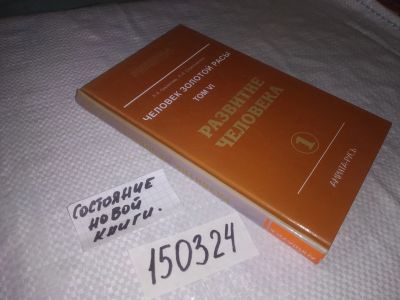 ЧЕЛОВЕК ЗОЛОТОЙ РАСЫ
ТОМ VI
РАЗВИТИЕ
ЧЕЛОВЕКА
1
АМРИТА-РУСЬ
СОСТОЯНИЕ
НОВОЙ
КНИГИ.
150324